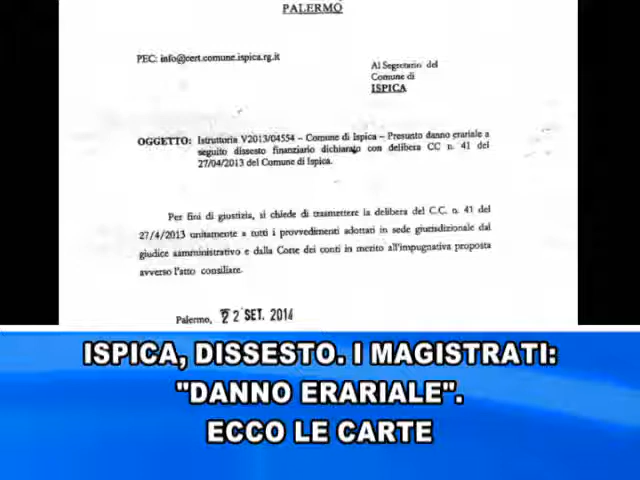 PALERMO
PEC: info@cert.comune.ispica.rg.it
Al Segretario del
Comune di
ISPICA
OGGETTO: Istruttoria V2013/04554 – Comune di Ispica – Presunto danno erariale a
seguito dissesto finanziario dichiarato con delibera CC n. 41 del
27/04/2013 del Comune di Ispica.
Per fini di giustizia, si chiede di trasmettere la delibera del C.C. n. 41 del
27/4/2013 unitamente a tutti i provvedimenti adottati in sede giurisdizionale dal
giudice amministrativo e dalla Corte dei conti in merito all'impugnativa proposta
avverso l'atto consiliare.
Palermo, 22 SET. 2014
ISPICA, DISSESTO. I MAGISTRATI:
"DANNO ERARIALE".
ECCO LE CARTE